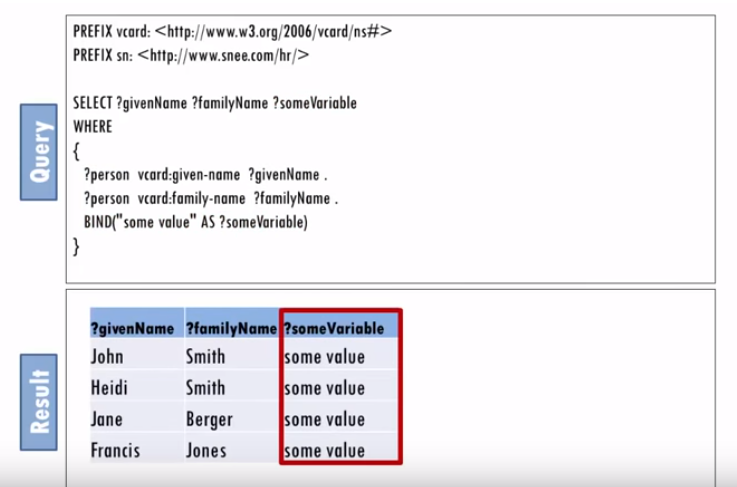 PREFIX vcard: <http://www.w3.org/2006/vcard/ns#>
PREFIX sn: <http://www.snee.com/hr/>
SELECT ?givenName ?familyName ?someVariable
WHERE
{
?person vcard:given-name ?givenName .
?person vcard:family-name ?familyName .
BIND("some value" AS ?someVariable)
}
Query
?givenName ?familyName ?someVariable
John Smith some value
Heidi Smith some value
Jane Berger some value
Francis Jones some value
Result